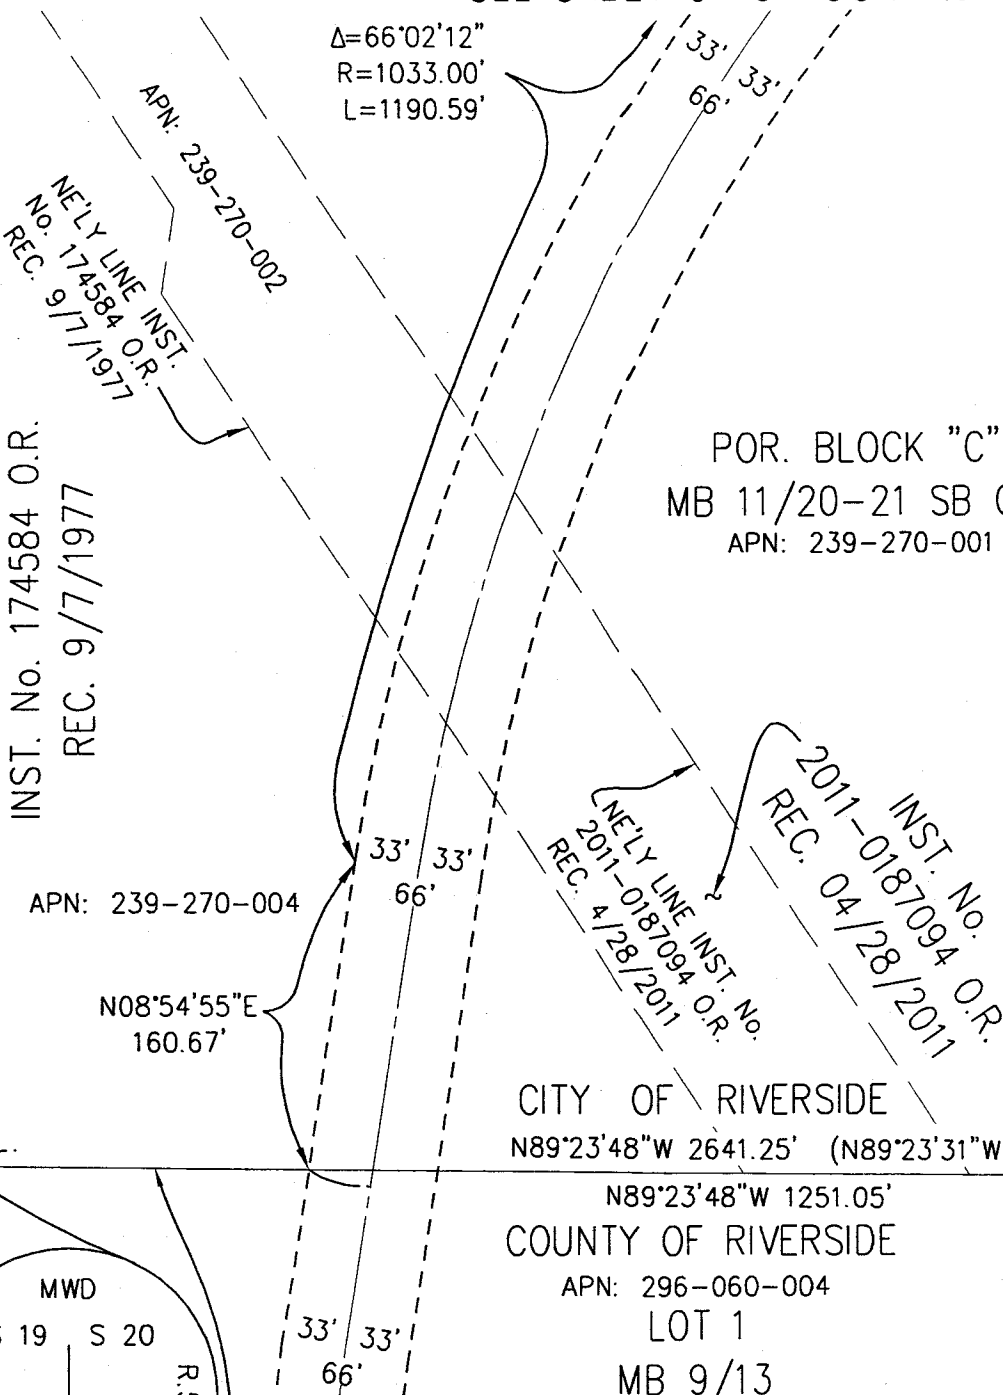 Δ=66°02'12"
R=1033.00'
L=1190.59'
33' 33'
66'
APN: 239-270-002
NE'LY LINE INST.
No. 174584 O.R.
REC. 9/7/1977
INST. No. 174584 O.R.
REC. 9/7/1977
POR. BLOCK "C"
MB 11/20-21 SB
APN: 239-270-001
INST. No.
2011-0187094 O.R.
REC. 04/28/2011
NE'LY LINE INST. No.
2011-0187094 O.R.
REC. 4/28/2011
33' 33'
66'
APN: 239-270-004
N08°54'55"E
160.67'
CITY OF RIVERSIDE
N89°23'48"W 2641.25' (N89°23'31"W
N89°23'48"W 1251.05'
COUNTY OF RIVERSIDE
APN: 296-060-004
LOT 1
MB 9/13
MWD
S 19 S 20
33' 33'
66'